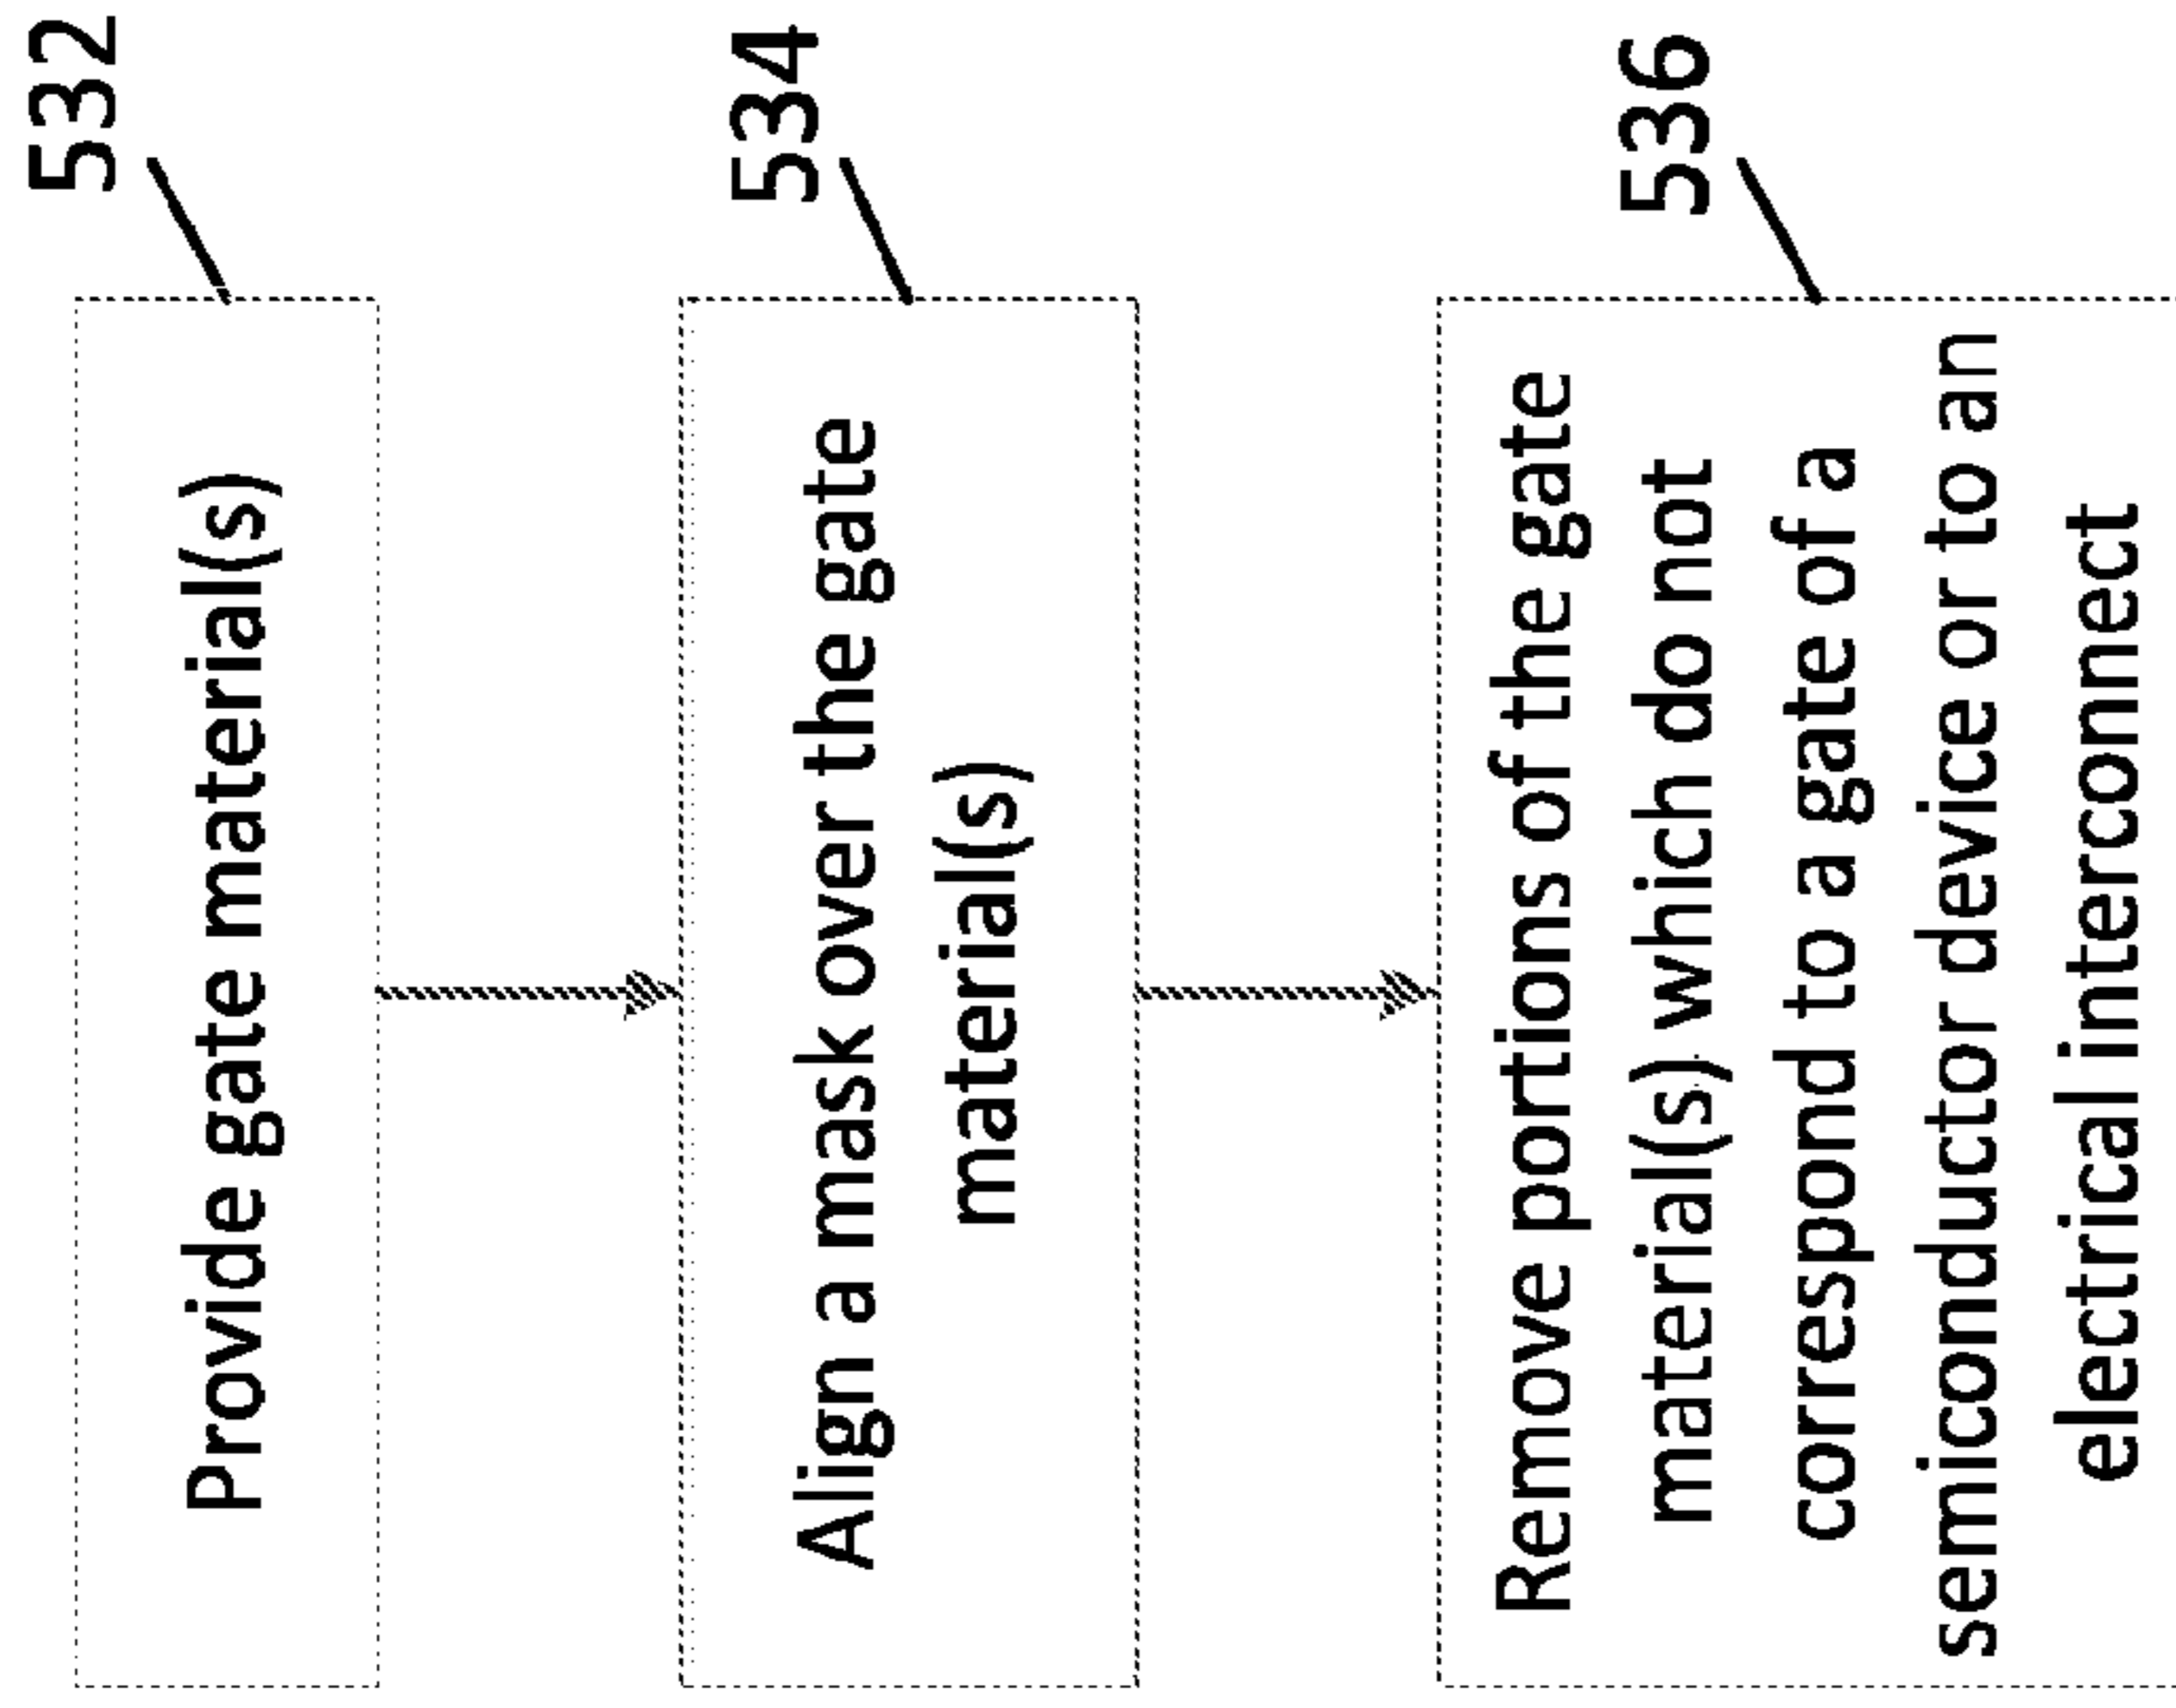 532
Provide gate material(s)
534
Align a mask over the gate
material(s)
536
Remove portions of the gate
material(s) which do not
correspond to a gate of a
semiconductor device or to an
electrical interconnect